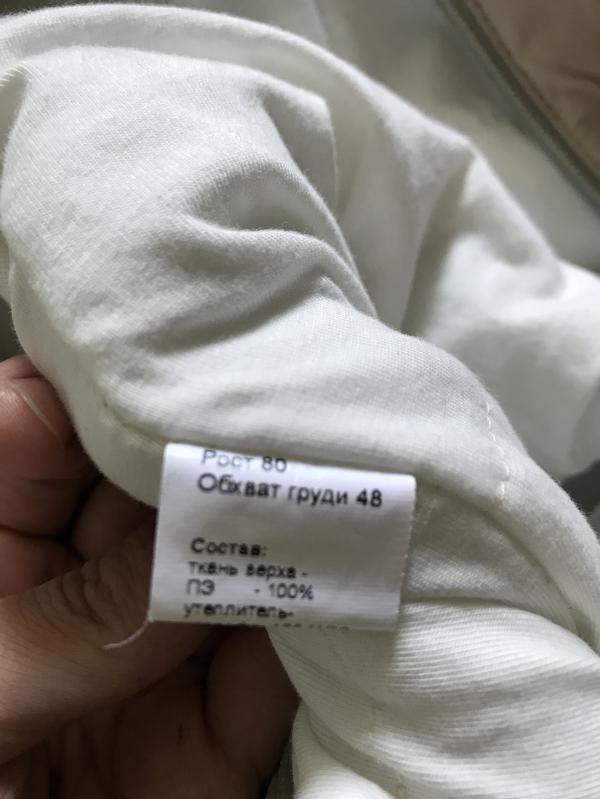 Рост 80
Обхват груди 48
Состав:
ткань верха -
ПЭ - 100%
утеплитель-